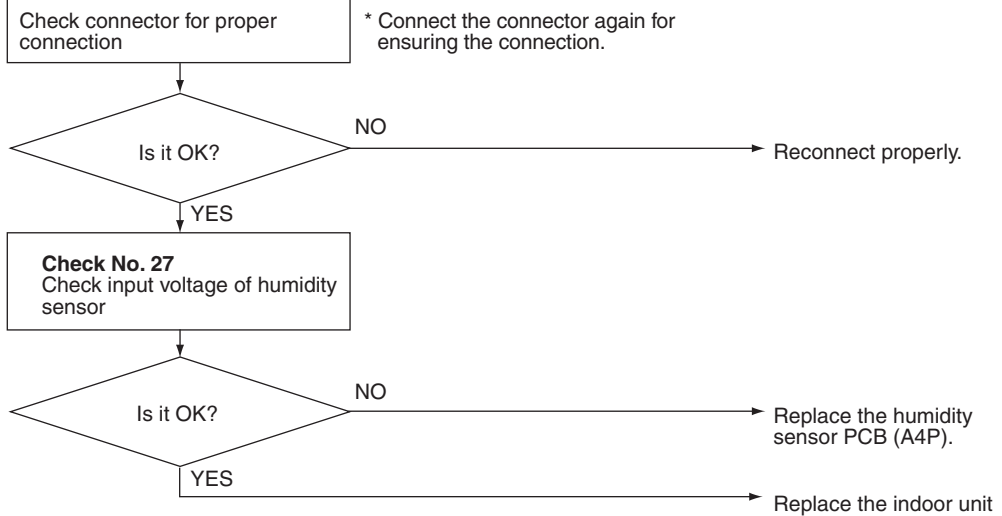 Check connector for proper
connection
* Connect the connector again for
ensuring the connection.
Is it OK?
NO
Reconnect properly.
YES
Check No. 27
Check input voltage of humidity
sensor
Is it OK?
NO
Replace the humidity
sensor PCB (A4P).
YES
Replace the indoor unit